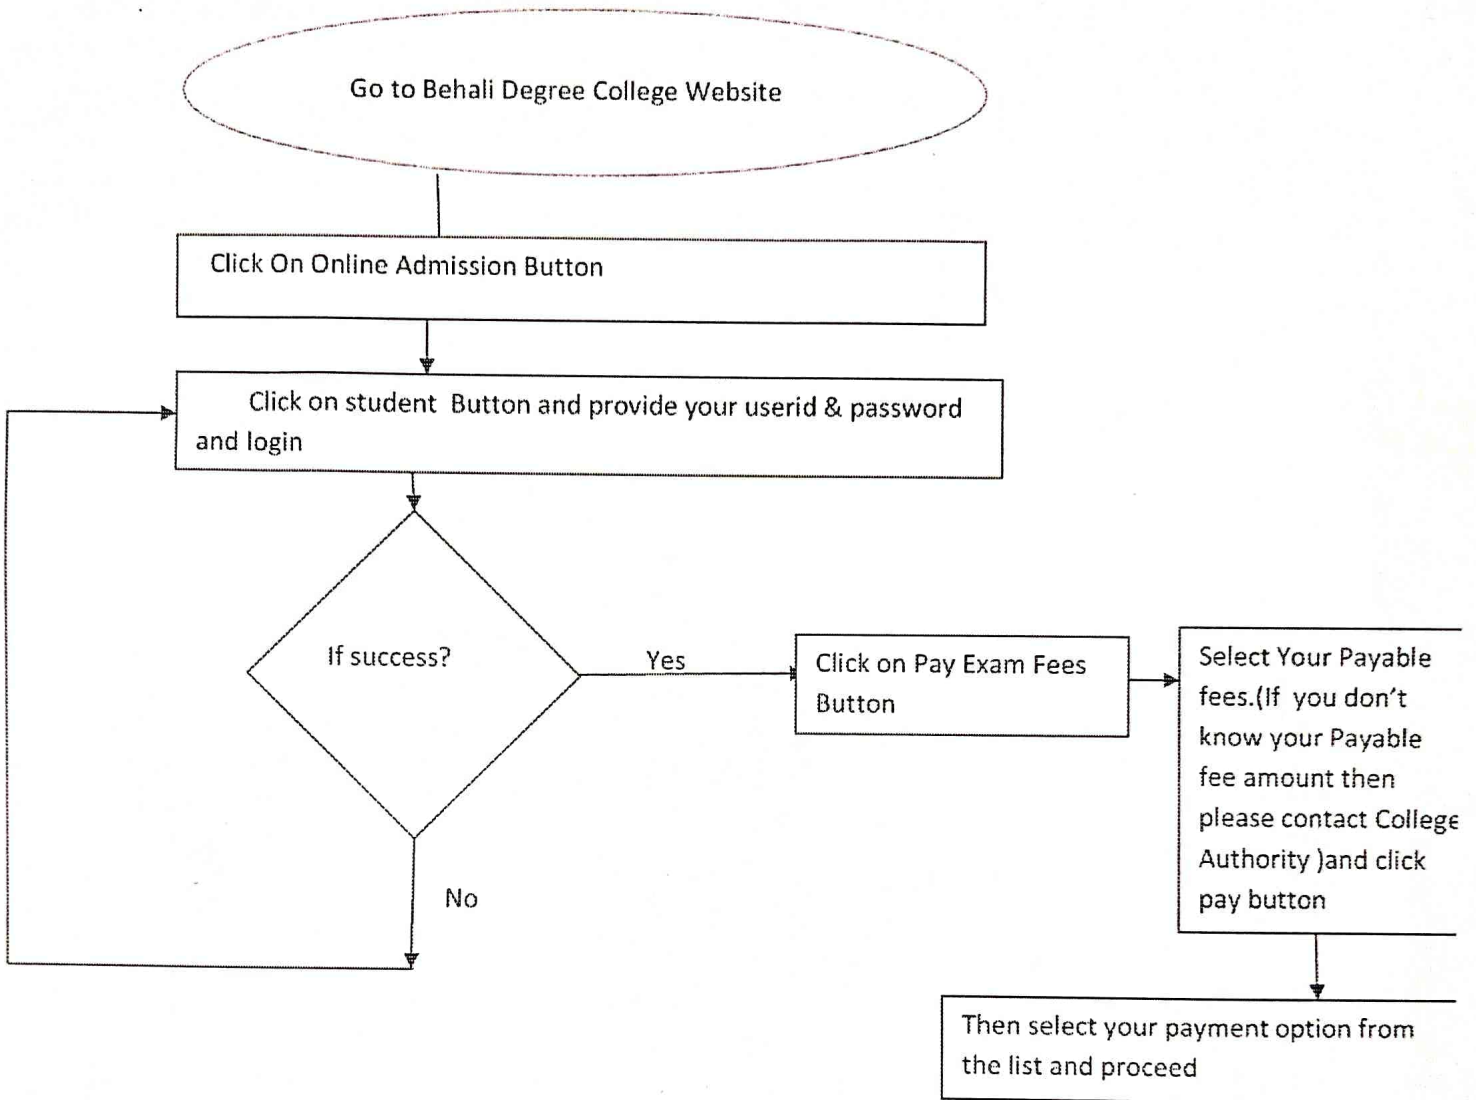 Go to Behali Degree College Website
Click On Online Admission Button
Click on student Button and provide your userid & password
and login
If success?
Yes
Click on Pay Exam Fees
Button
Select Your Payable
fees.(If you don't
know your Payable
fee amount then
please contact College
Authority )and click
pay button
No
Then select your payment option from
the list and proceed